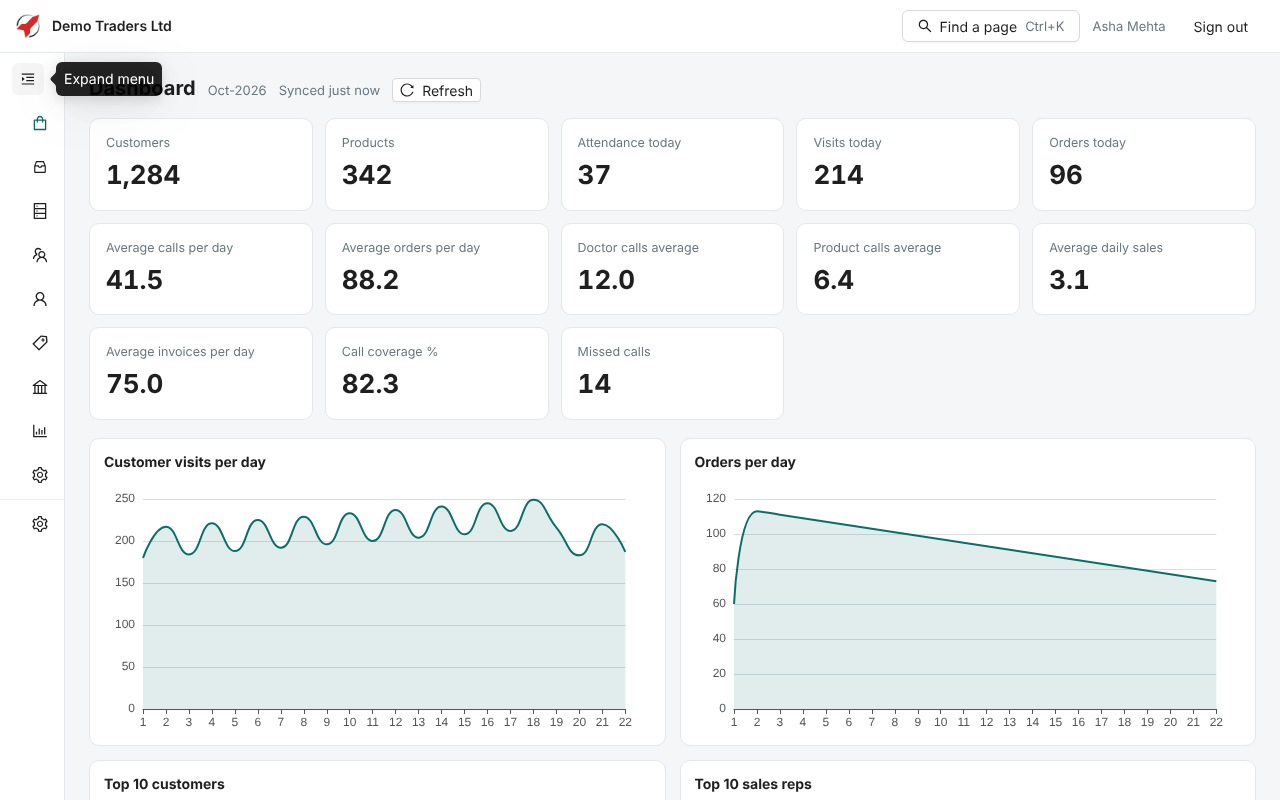 Demo Traders Ltd
Find a page Ctrl+K
Asha Mehta
Sign out
Expand menu
Dashboard
Oct-2026
Synced just now
Refresh
Customers
1,284
Products
342
Attendance today
37
Visits today
214
Orders today
96
Average calls per day
41.5
Average orders per day
88.2
Doctor calls average
12.0
Product calls average
6.4
Average daily sales
3.1
Average invoices per day
75.0
Call coverage %
82.3
Missed calls
14
Customer visits per day
250
200
150
100
50
0
1 2 3 4 5 6 7 8 9 10 11 12 13 14 15 16 17 18 19 20 21 22
Orders per day
120
100
80
60
40
20
0
1 2 3 4 5 6 7 8 9 10 11 12 13 14 15 16 17 18 19 20 21 22
Top 10 customers
Top 10 sales reps